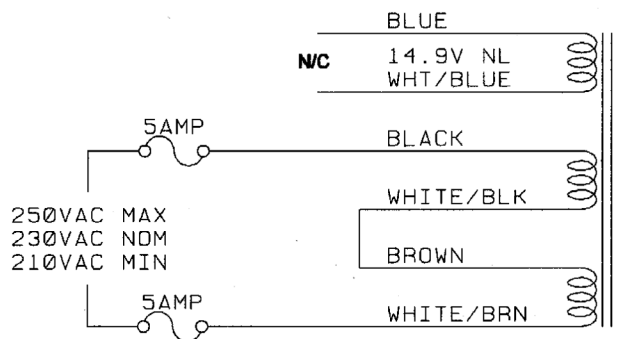 BLUE
N/C
14.9V NL
WHT/BLUE
5AMP
BLACK
WHITE/BLK
250VAC MAX
230VAC NOM
210VAC MIN
BROWN
5AMP
WHITE/BRN